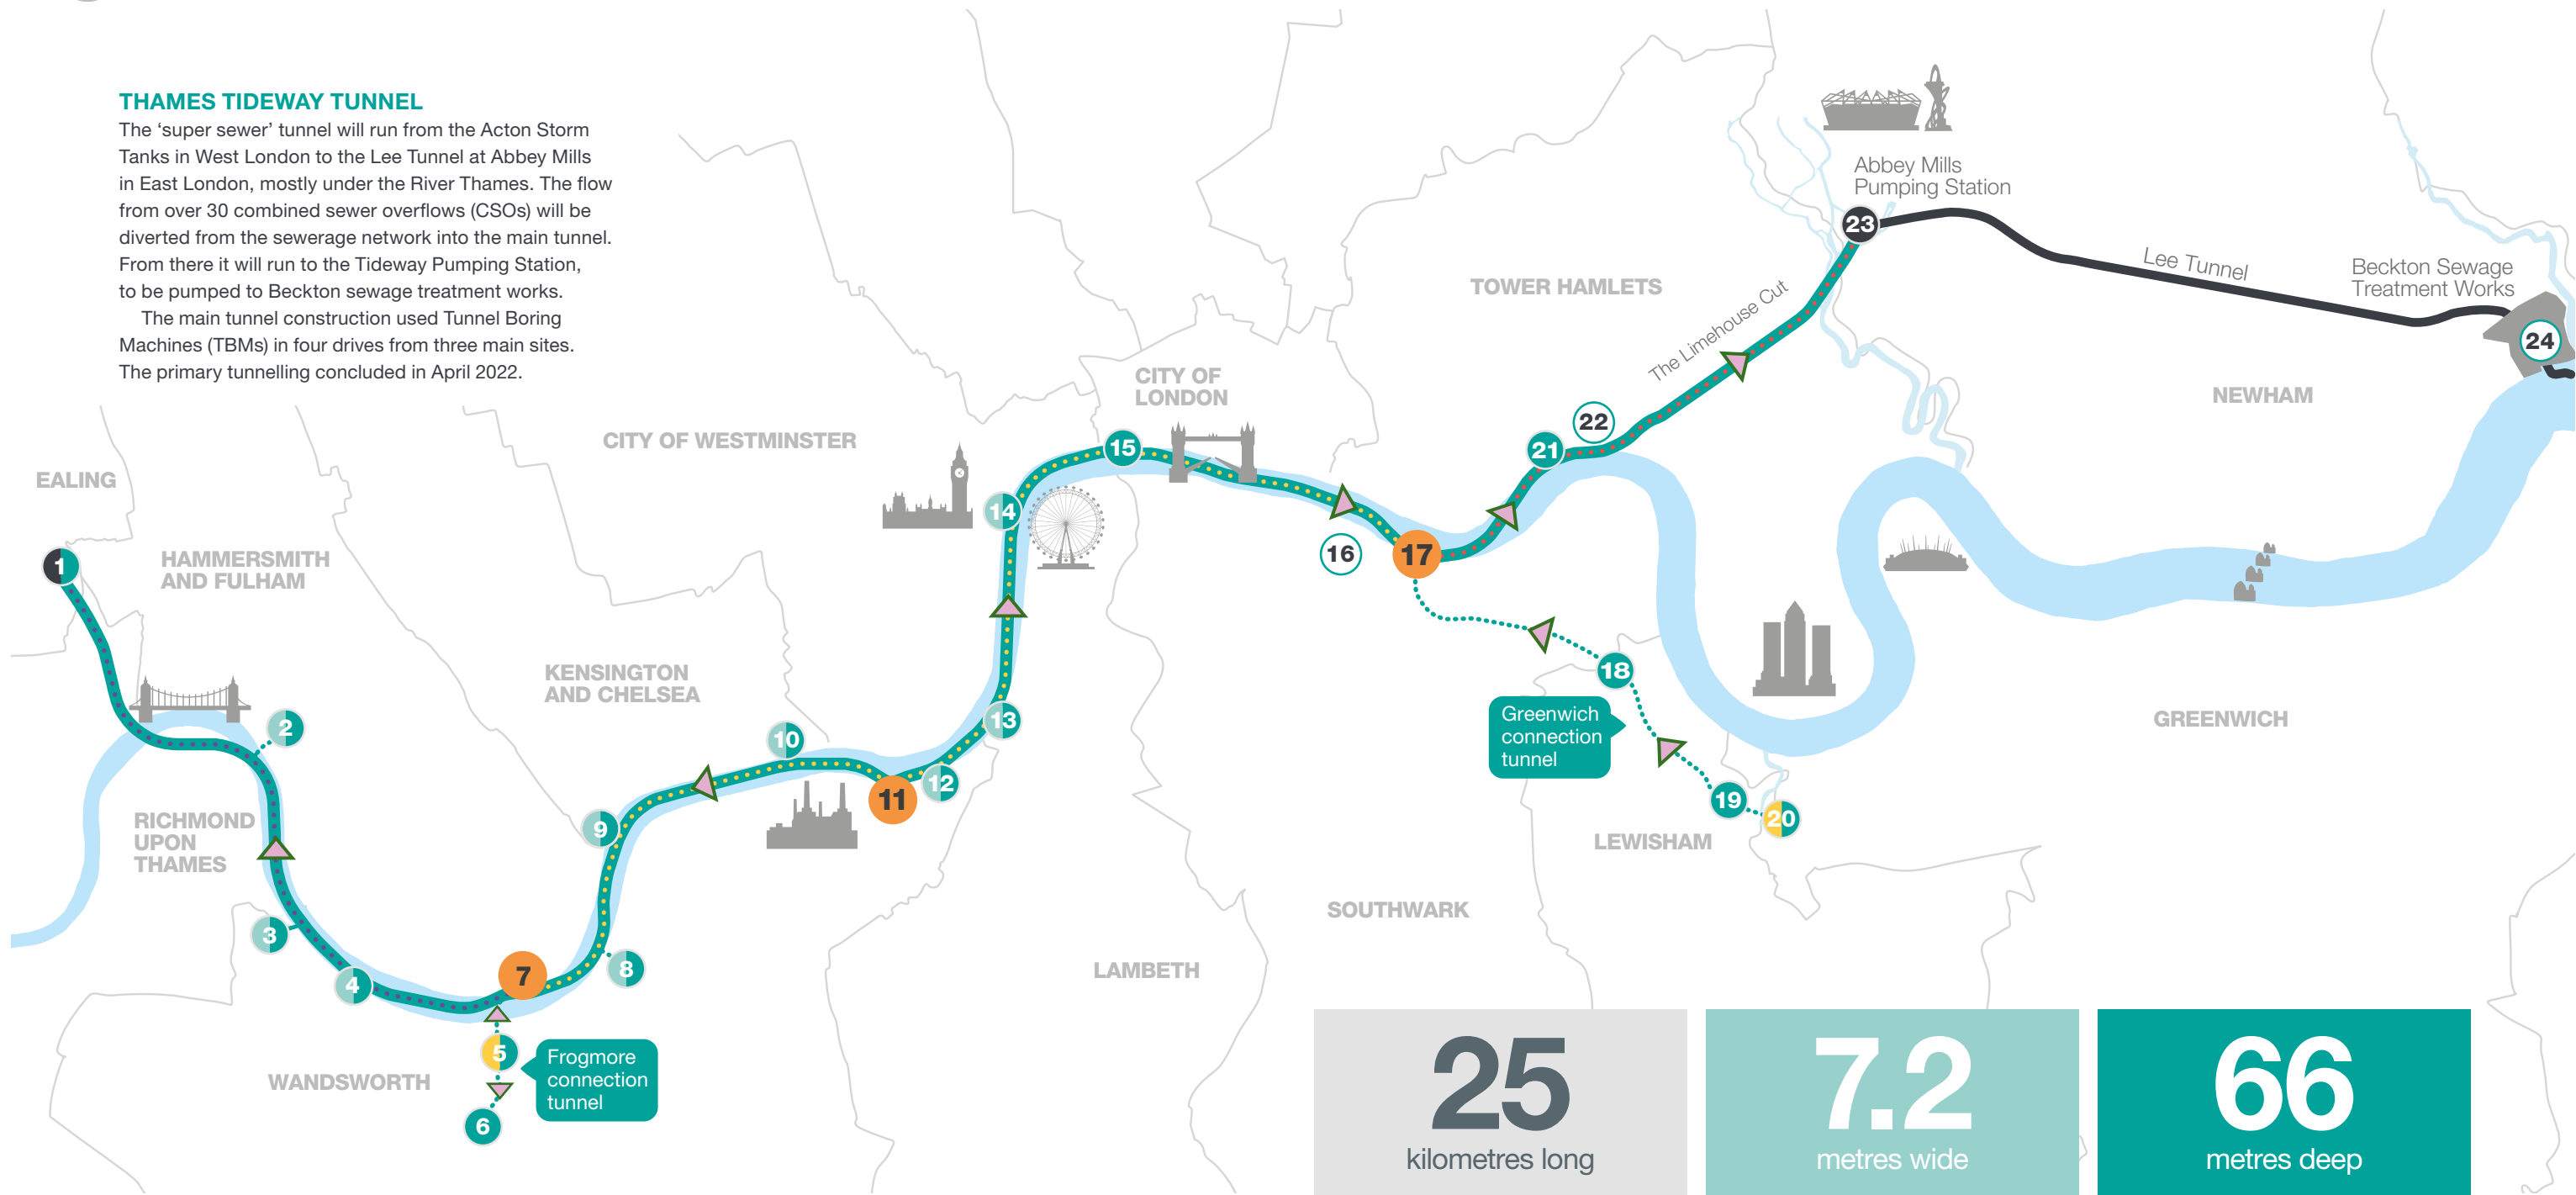 THAMES TIDEWAY TUNNEL
The ‘super sewer’ tunnel will run from the Acton Storm
Tanks in West London to the Lee Tunnel at Abbey Mills
in East London, mostly under the River Thames. The flow
from over 30 combined sewer overflows (CSOs) will be
diverted from the sewerage network into the main tunnel.
From there it will run to the Tideway Pumping Station,
to be pumped to Beckton sewage treatment works.
The main tunnel construction used Tunnel Boring
Machines (TBMs) in four drives from three main sites.
The primary tunnelling concluded in April 2022.
Abbey Mills
Pumping Station
23
Lee Tunnel
Beckton Sewage
Treatment Works
24
TOWER HAMLETS
The Limehouse Cut
NEWHAM
CITY OF
LONDON
CITY OF WESTMINSTER
22
21
15
14
16
17
EALING
1
HAMMERSMITH
AND FULHAM
KENSINGTON
AND CHELSEA
2
10
13
12
11
18
Greenwich
connection
tunnel
19
20
GREENWICH
LEWISHAM
RICHMOND
UPON
THAMES
9
3
4
7
8
SOUTHWARK
LAMBETH
5
Frogmore
connection
tunnel
WANDSWORTH
6
25
kilometres long
7.2
metres wide
66
metres deep